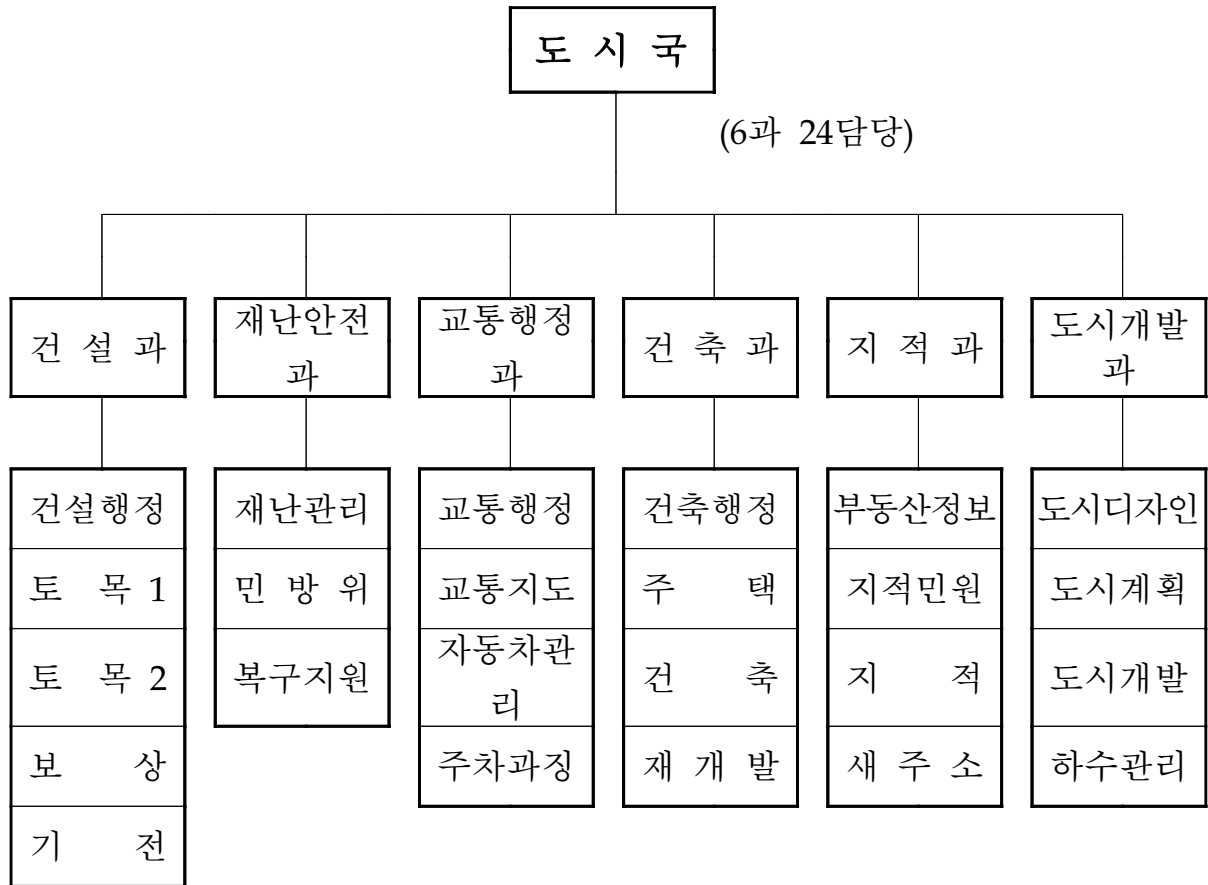 도 시 국
(6과 24담당)
건 설 과
재난안전
과
교통행정
과
건 축 과
지 적 과
도시개발
과
건설행정
토 목 1
토 목 2
보 상
기 전
재난관리
민 방 위
복구지원
교통행정
교통지도
자동차관
리
주차과징
건축행정
주 택
건 축
재 개 발
부동산정보
지적민원
지 적
새 주 소
도시디자인
도시계획
도시개발
하수관리